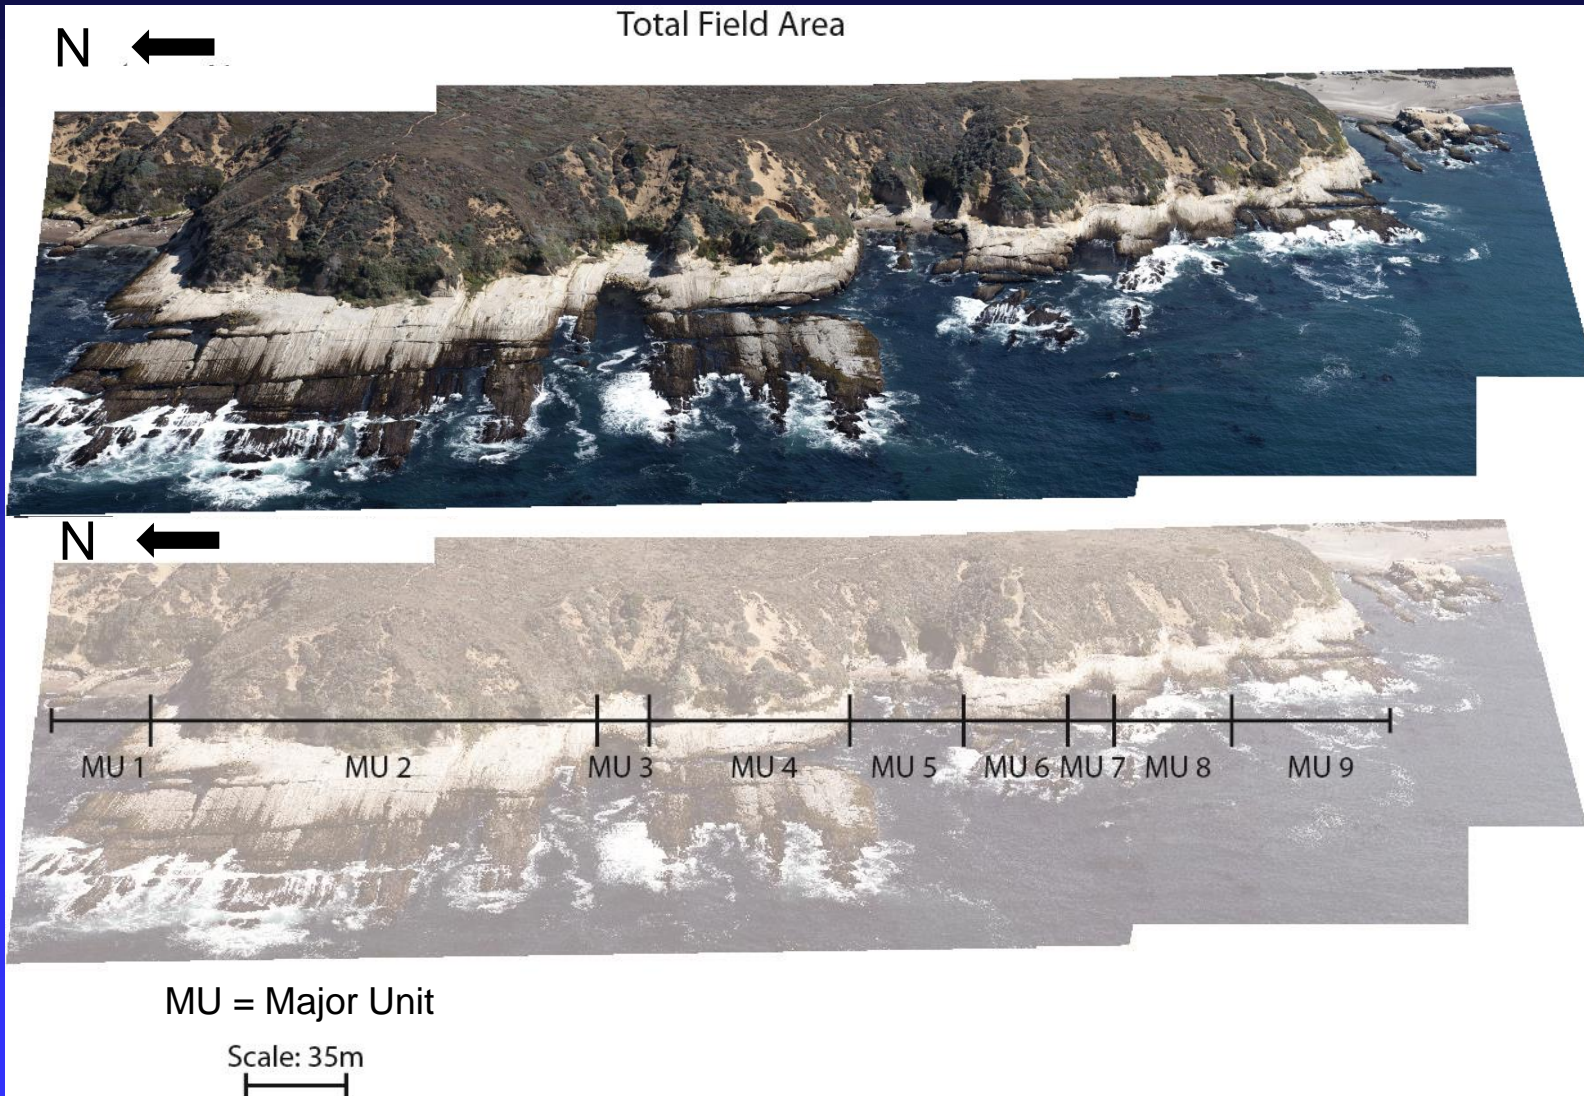 Total Field Area
N
N
MU 1 MU 2 MU 3 MU 4 MU 5 MU 6 MU 7 MU 8 MU 9
MU = Major Unit
Scale: 35m